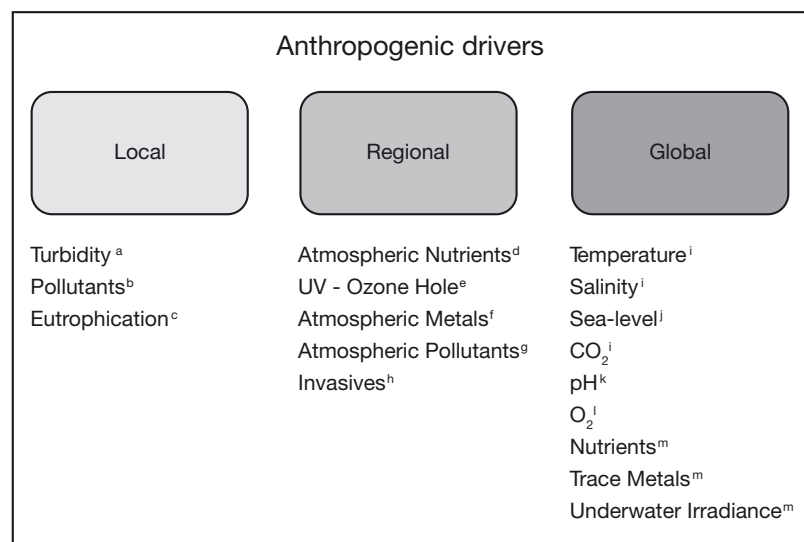 Anthropogenic drivers
Local
Regional
Global
Turbidity a
Pollutants b
Eutrophication c
Atmospheric Nutrients d
UV - Ozone Hole e
Atmospheric Metals f
Atmospheric Pollutants g
Invasives h
Temperature i
Salinity i
Sea-level j
CO2 i
pH k
O2 l
Nutrients m
Trace Metals m
Underwater Irradiance m